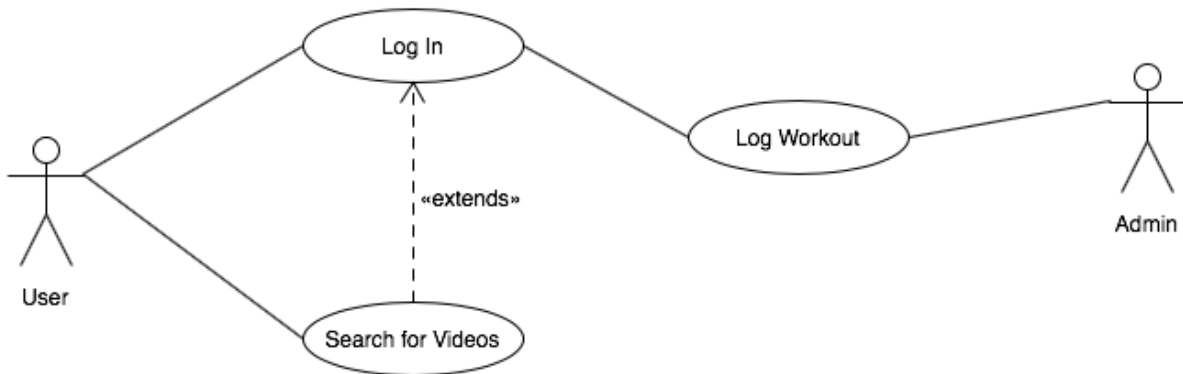 Log In
Log Workout
«extends»
Admin
User
Search for Videos